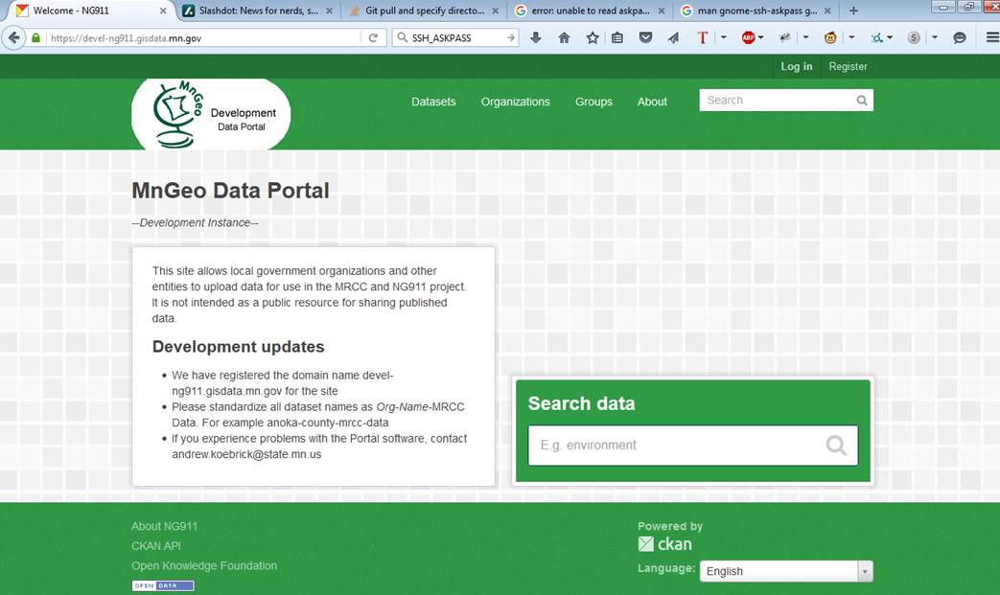 Welcome - NG911
Slashdot: News for nerds, s...
Git pull and specify directo...
error: unable to read askpa...
man gnome-ssh-askpass g...
https://devel-ng911.gisdata.mn.gov
SSH_ASKPASS
T
ABP
5
Log in
Register
MnGeo
Development
Data Portal
Datasets
Organizations
Groups
About
Search
MnGeo Data Portal
--Development Instance--
This site allows local government organizations and other
entities to upload data for use in the MRCC and NG911 project.
It is not intended as a public resource for sharing published
data.
Development updates
We have registered the domain name devel-
ng911.gisdata.mn.gov for the site
Please standardize all dataset names as Org-Name-MRCC
Data. For example anoka-county-mrcc-data
If you experience problems with the Portal software, contact
andrew.koebrick@state.mn.us
Search data
E.g. environment
About NG911
CKAN API
Open Knowledge Foundation
OPEN DATA
Powered by
ckan
Language:
English